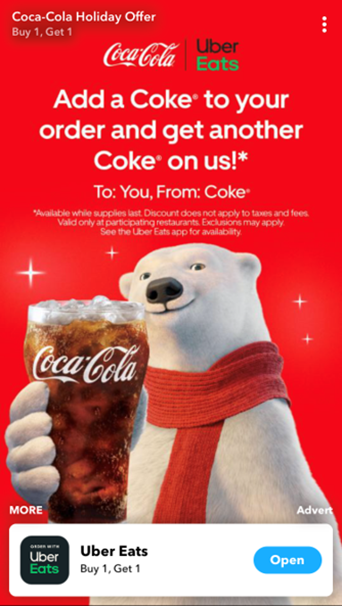 Coca-Cola Holiday Offer
Buy 1, Get 1
Coca-Cola | Uber Eats
Add a Coke® to your
order and get another
Coke® on us!*
To: You, From: Coke®
*Available while supplies last. Discount does not apply to taxes and fees.
Valid only at participating restaurants. Exclusions may apply.
See the Uber Eats app for availability.
Coca-Cola
MORE
Advert
ORDER WITH
Uber
Eats
Uber Eats
Buy 1, Get 1
Open